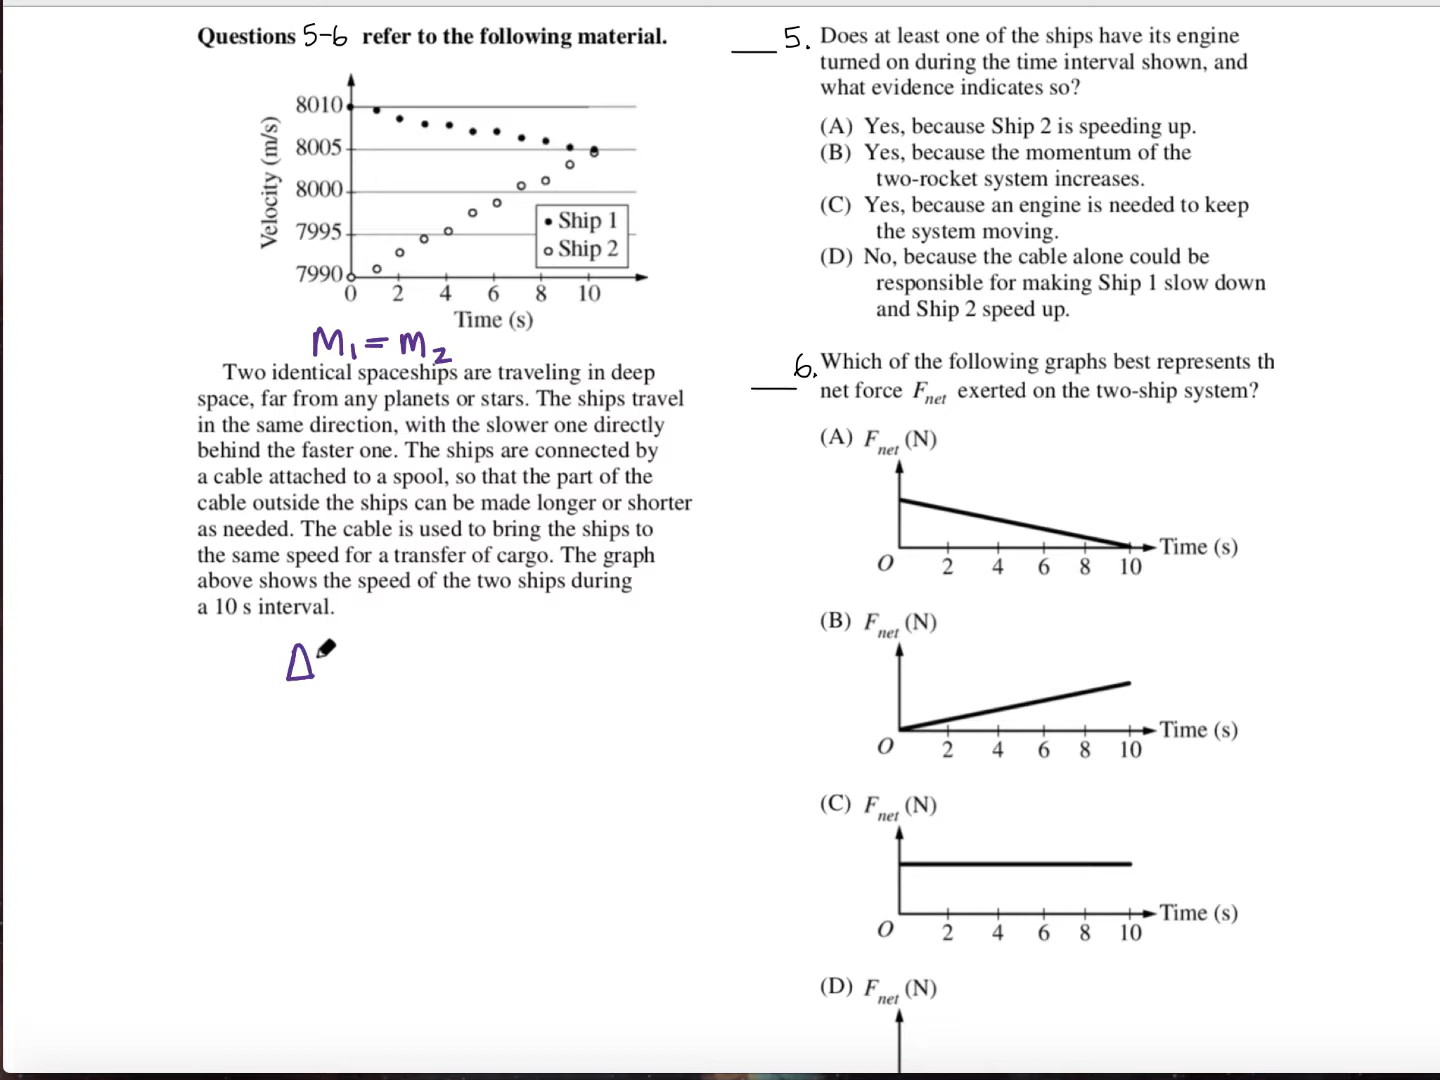 Questions 5-6 refer to the following material.
Velocity (m/s)
8010
8005
8000
7995
7990
0 2 4 6 8 10
Time (s)
Ship 1
Ship 2
M₁ = m₂
Two identical spaceships are traveling in deep
space, far from any planets or stars. The ships travel
in the same direction, with the slower one directly
behind the faster one. The ships are connected by
a cable attached to a spool, so that the part of the
cable outside the ships can be made longer or shorter
as needed. The cable is used to bring the ships to
the same speed for a transfer of cargo. The graph
above shows the speed of the two ships during
a 10 s interval.
Δ
5. Does at least one of the ships have its engine
turned on during the time interval shown, and
what evidence indicates so?
(A) Yes, because Ship 2 is speeding up.
(B) Yes, because the momentum of the
two-rocket system increases.
(C) Yes, because an engine is needed to keep
the system moving.
(D) No, because the cable alone could be
responsible for making Ship 1 slow down
and Ship 2 speed up.
6. Which of the following graphs best represents th
net force Fnet exerted on the two-ship system?
(A) Fnet (N)
Time (s)
O 2 4 6 8 10
(B) Fnet (N)
Time (s)
O 2 4 6 8 10
(C) Fnet (N)
Time (s)
O 2 4 6 8 10
(D) Fnet (N)